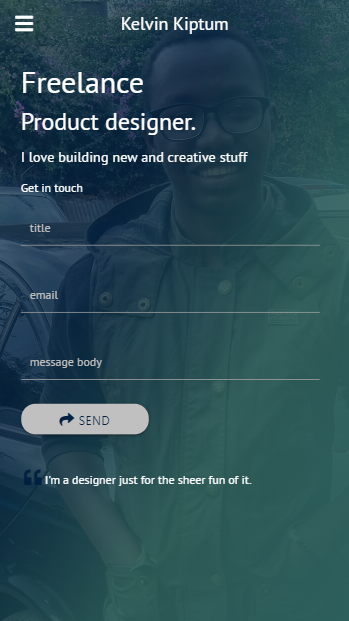 Kelvin Kiptum
Freelance
Product designer.
I love building new and creative stuff
Get in touch
title
email
message body
SEND
“ I'm a designer just for the sheer fun of it.